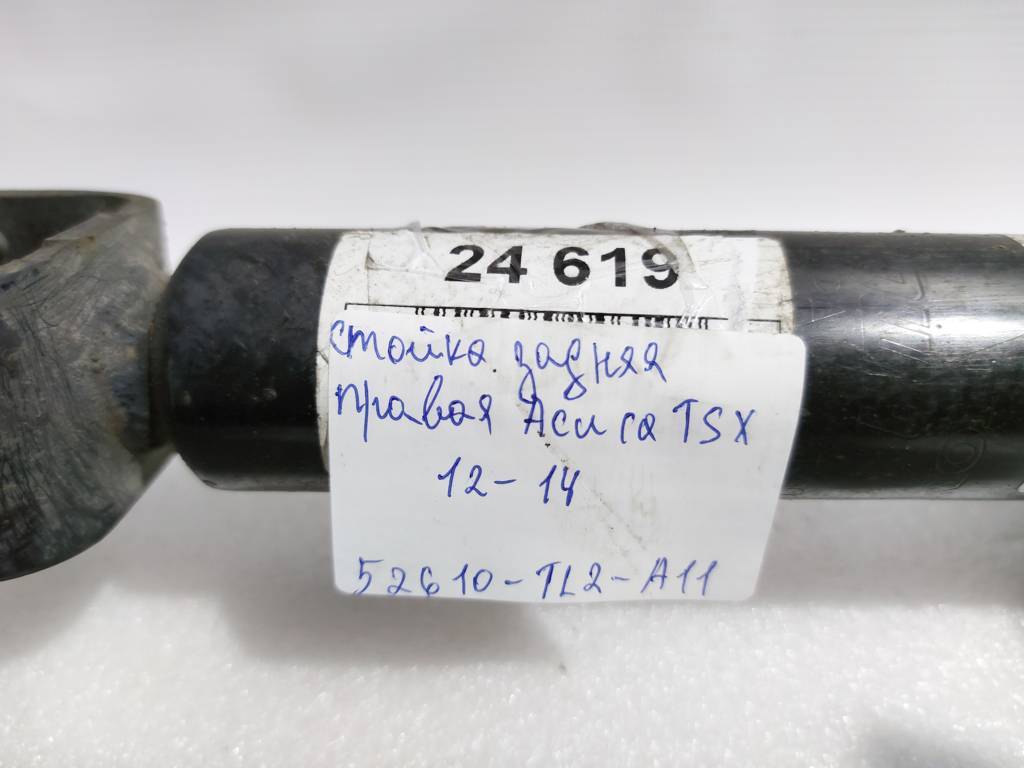 24 619
стойка задняя
правая Acura TSX
12-14
52610-TL2-A11